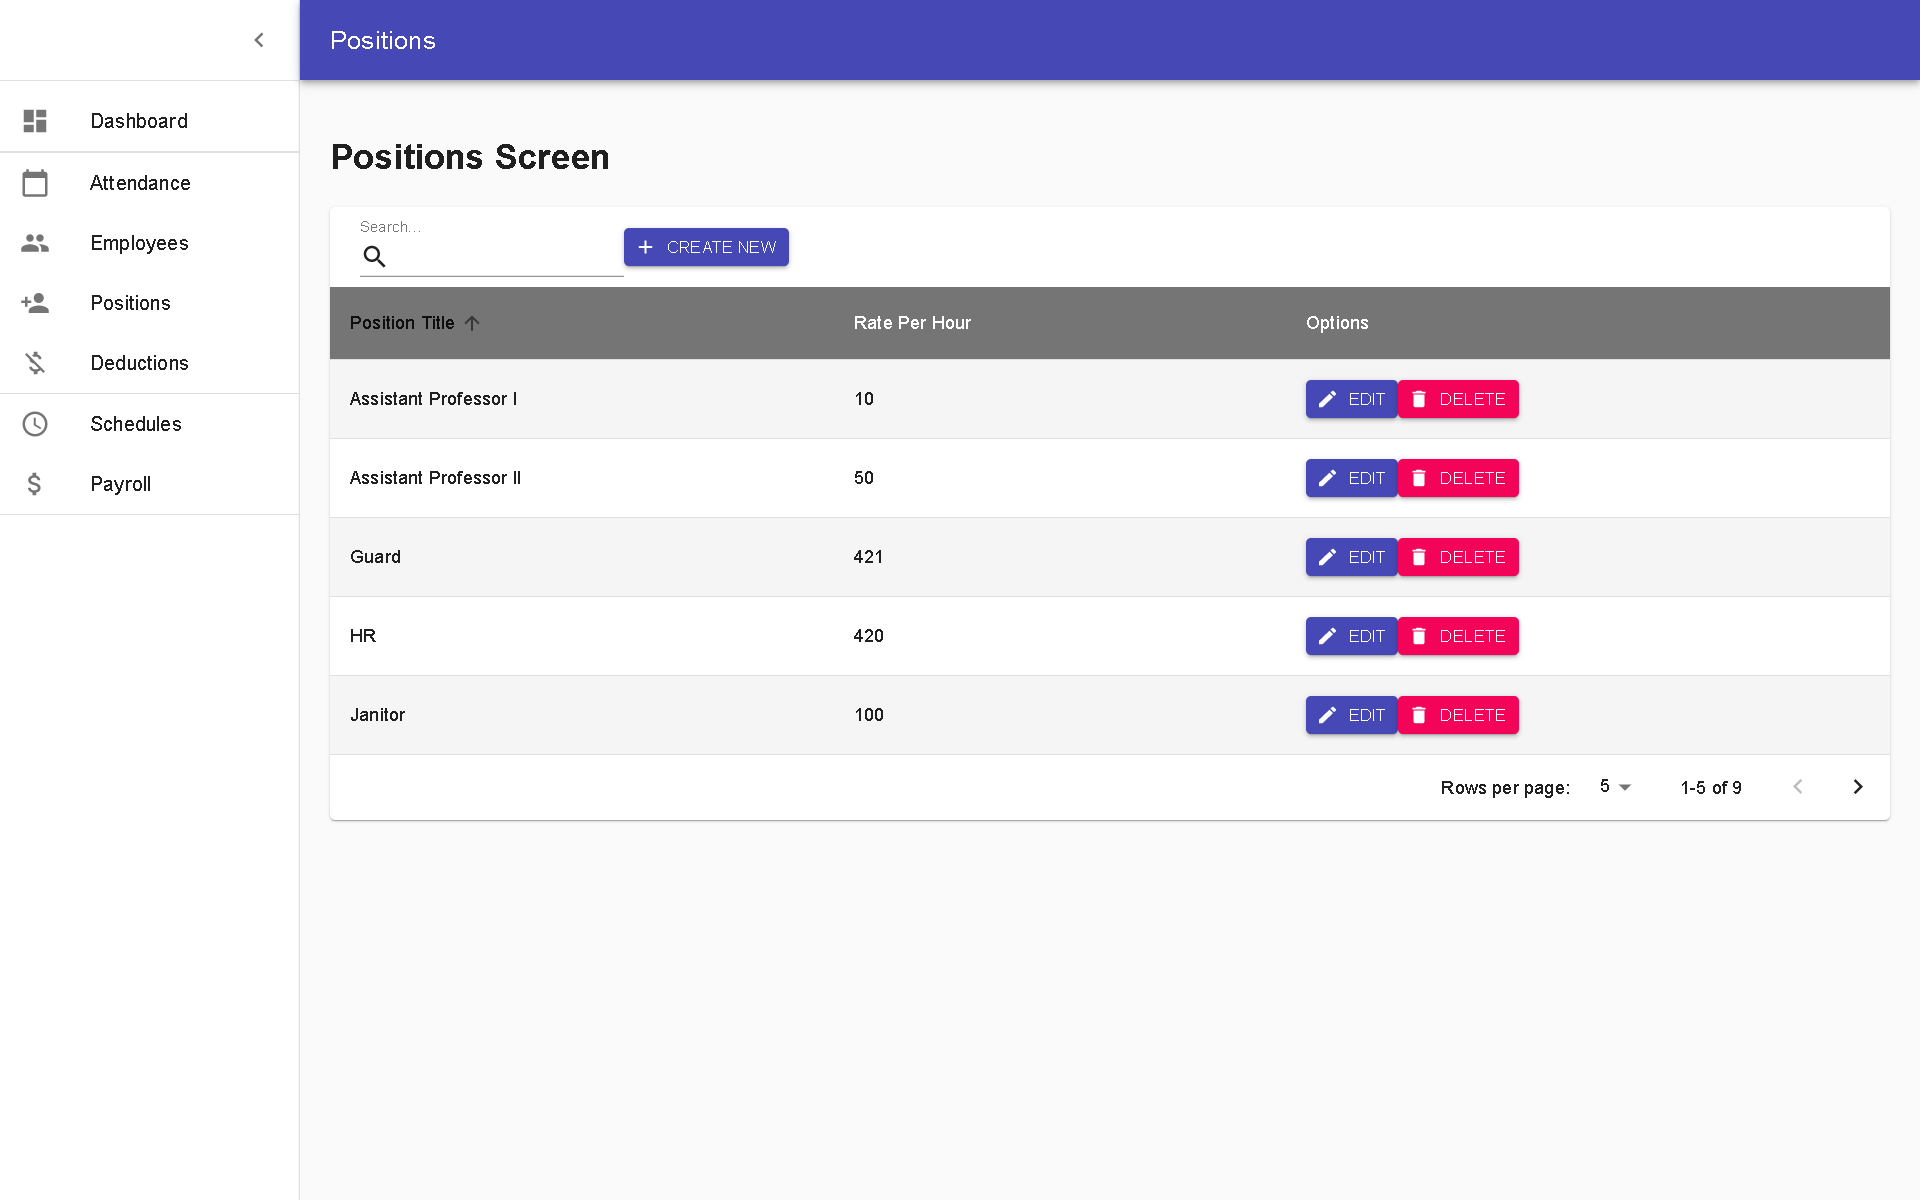 Positions
Dashboard
Attendance
Employees
Positions
Deductions
Schedules
Payroll
Positions Screen
Search...
CREATE NEW
Position Title Rate Per Hour Options
Assistant Professor I 10 EDIT DELETE
Assistant Professor II 50 EDIT DELETE
Guard 421 EDIT DELETE
HR 420 EDIT DELETE
Janitor 100 EDIT DELETE
Rows per page: 5 1-5 of 9